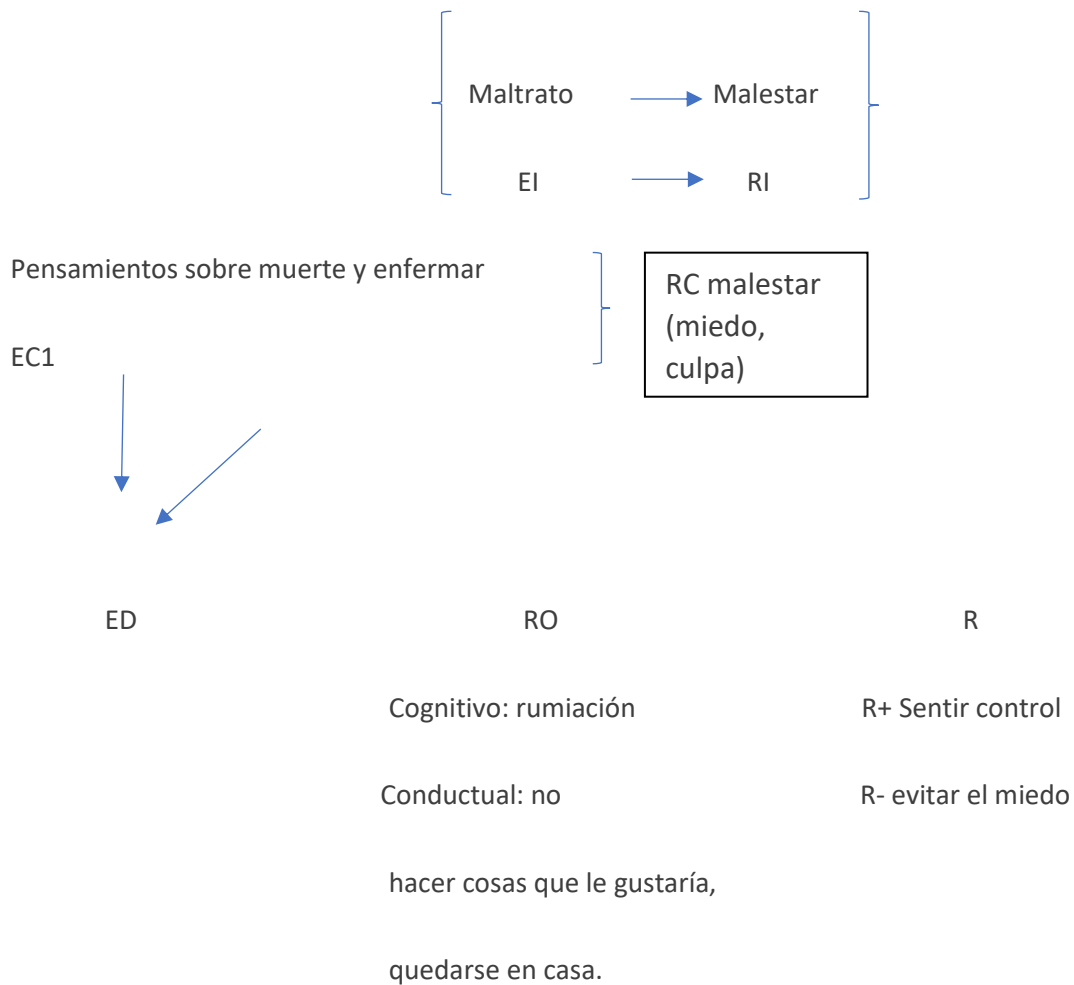 Maltrato Malestar
EI RI
Pensamientos sobre muerte y enfermar
EC1
RC malestar
(miedo,
culpa)
ED RO R
Cognitivo: rumiación R+ Sentir control
Conductual: no R- evitar el miedo
hacer cosas que le gustaría,
quedarse en casa.